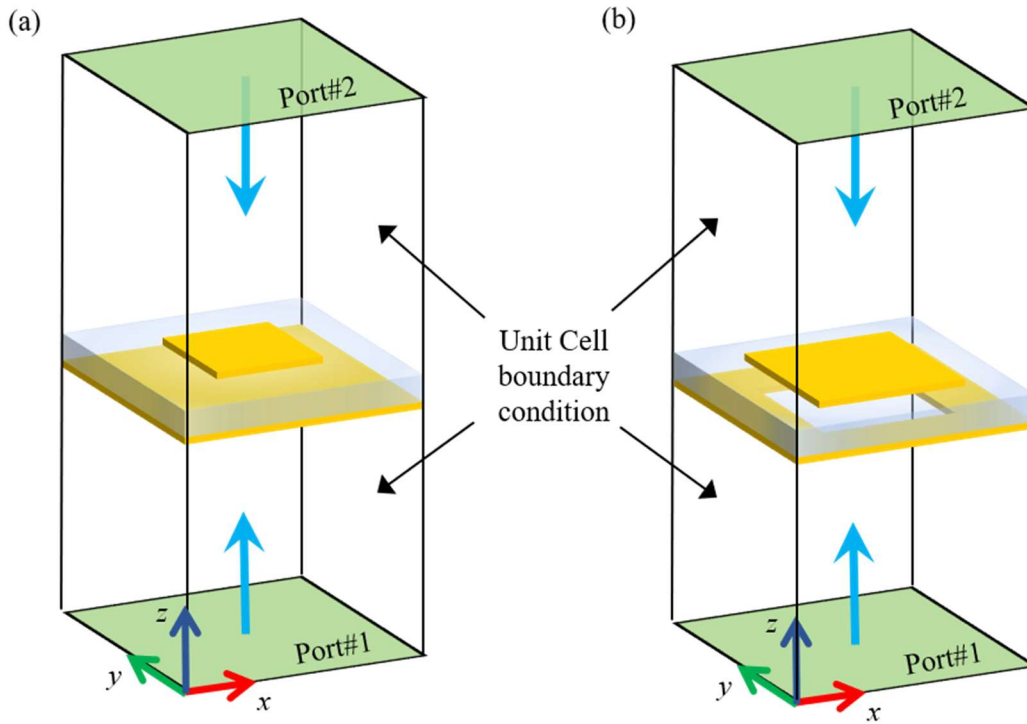 (a)
(b)
Port#2
Port#2
Unit Cell
boundary
condition
z
Port#1
y
x
z
Port#1
y
x